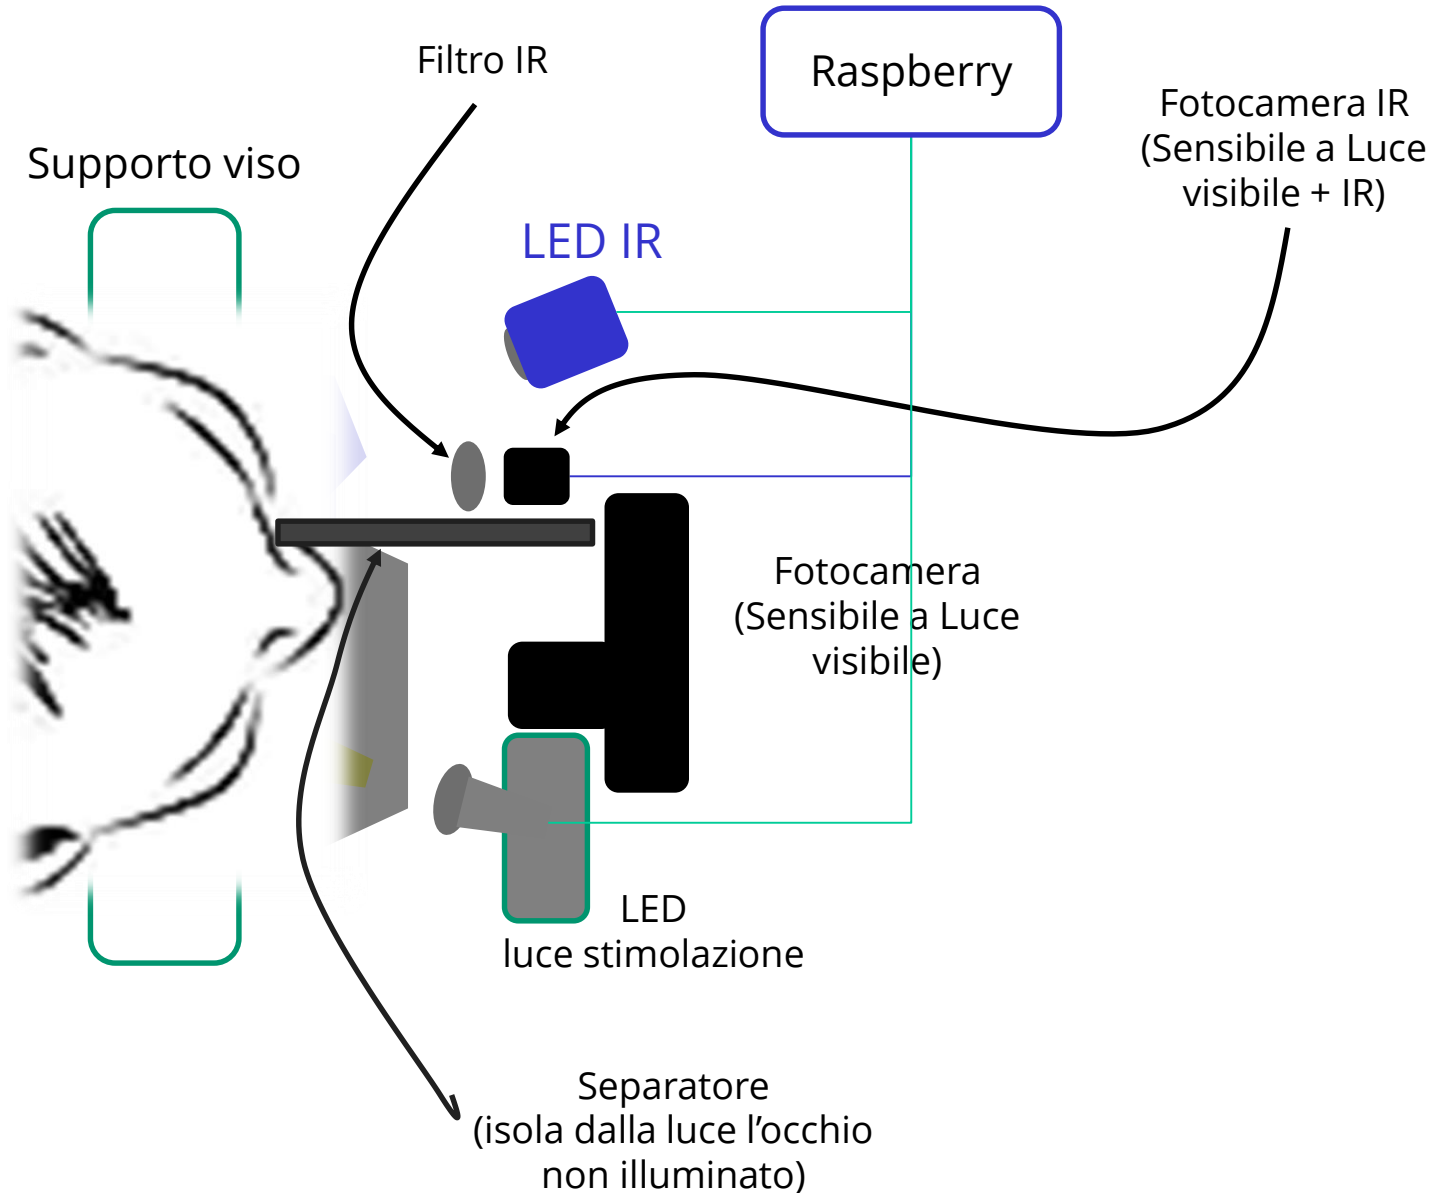 Filtro IR
Raspberry
Fotocamera IR
(Sensibile a Luce
visibile + IR)
Supporto viso
LED IR
Fotocamera
(Sensibile a Luce
visibile)
LED
luce stimolazione
Separatore
(isola dalla luce l’occhio
non illuminato)